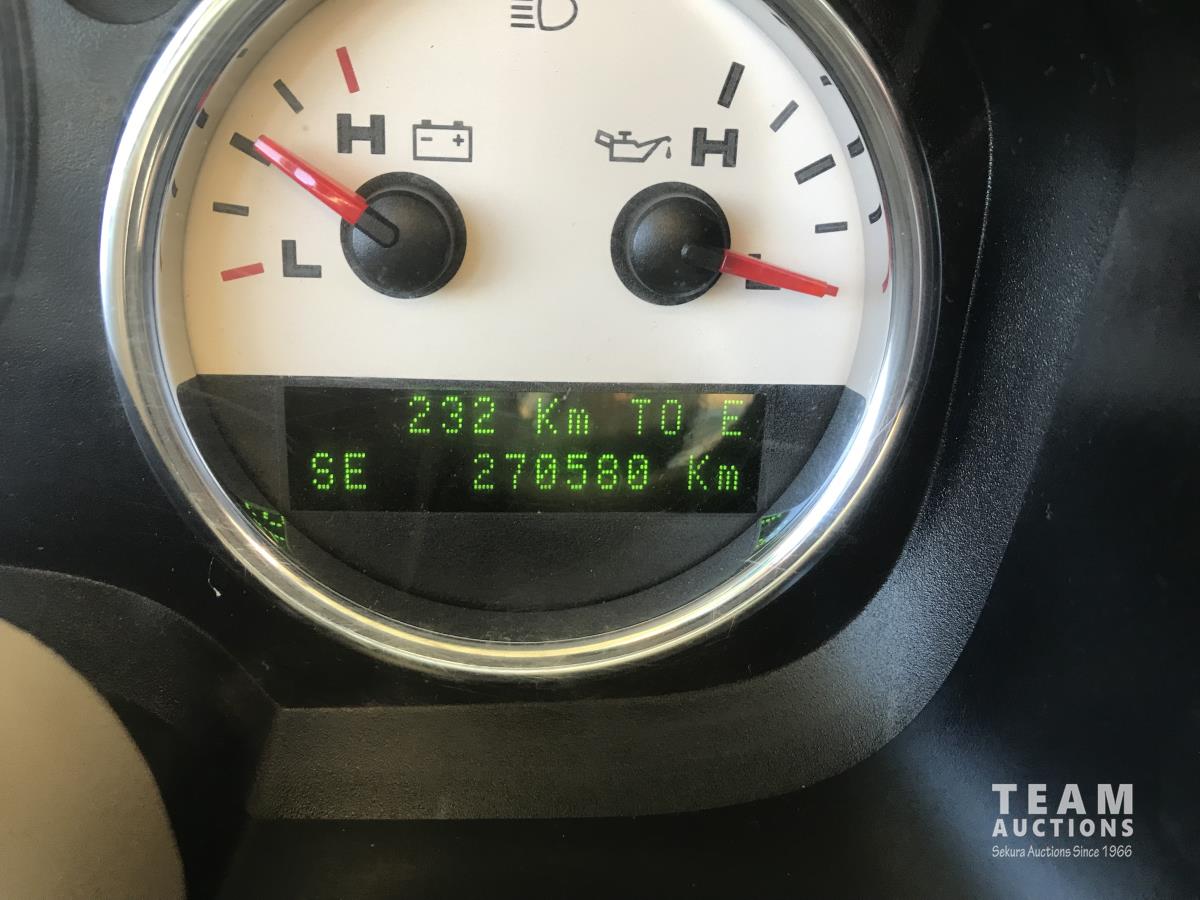 H H
L L
232 Km TO E
SE 270580 Km
TEAM
AUCTIONS
Sekura Auctions Since 1966